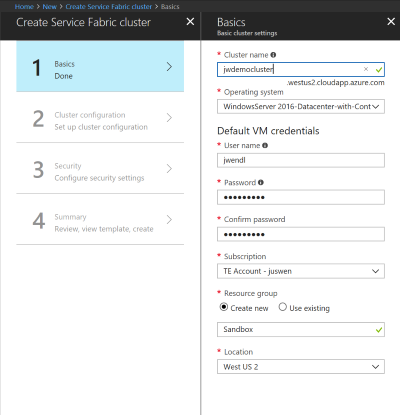 Home > New > Create Service Fabric cluster > Basics
Create Service Fabric cluster
1
Basics
Done
2
Cluster configuration
Set up cluster configuration
3
Security
Configure security settings
4
Summary
Review, view template, create
Basics
Basic cluster settings
* Cluster name
jwdemocluster
.westus2.cloudapp.azure.com
* Operating system
WindowsServer 2016-Datacenter-with-Cont
Default VM credentials
* User name
jwendl
* Password
•••••••••
* Confirm password
•••••••••
* Subscription
TE Account - juswen
* Resource group
Create new Use existing
Sandbox
* Location
West US 2